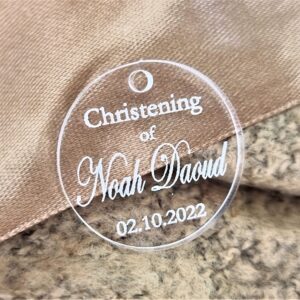 Christening
of
Noah Daoud
02.10.2022